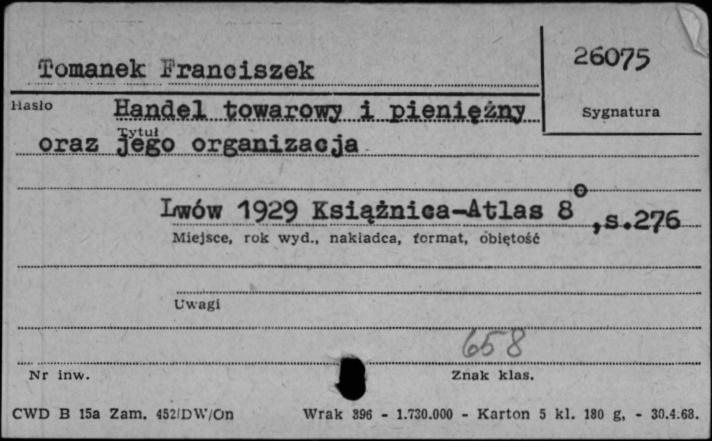 26075
Tomanek Franciszek
Hasło Handel towarowy i pieniężny
Sygnatura
Tytuł
oraz jego organizacja
Lwów 1929 Książnica-Atlas 8°, s.276
Miejsce, rok wyd., nakładca, format, obiętość
Uwagi
658
Nr inw. Znak klas.
CWD B 15a Zam. 452/DW/On Wrak 396 - 1.730.000 - Karton 5 kl. 180 g, - 30.4.68.